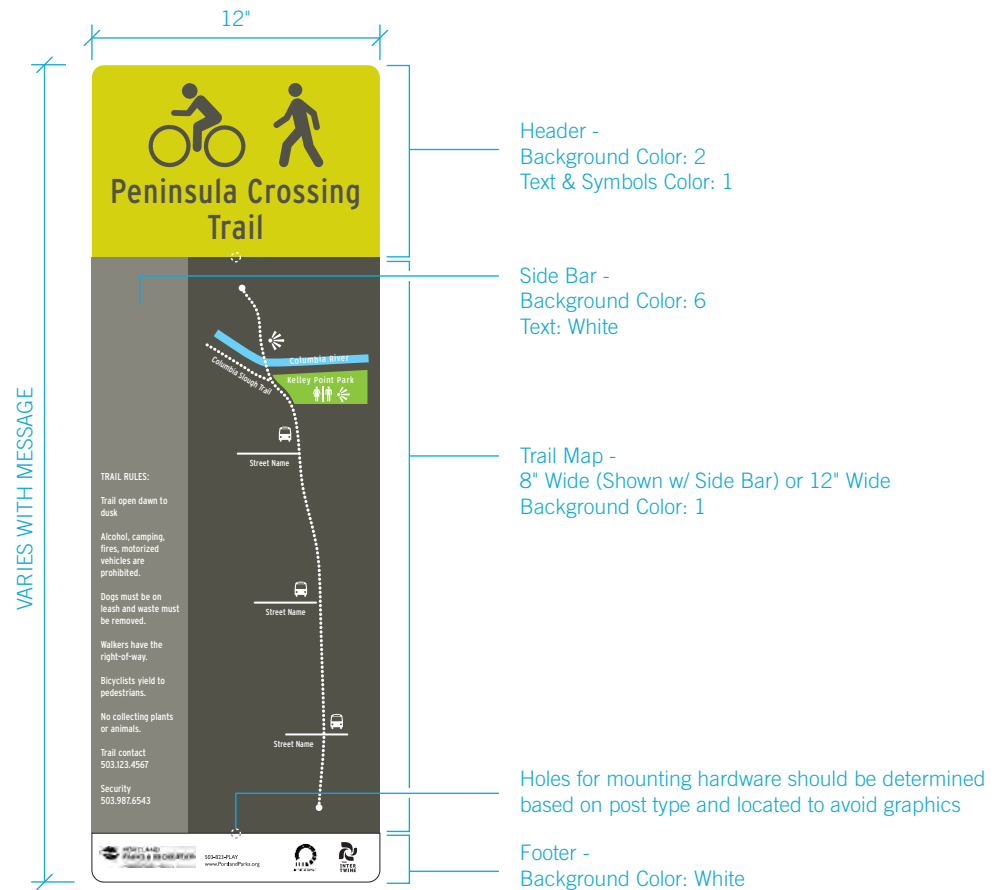 12"
VARIES WITH MESSAGE
Peninsula Crossing
Trail
Columbia River
Columbia Slough Trail
Kelley Point Park
Street Name
Street Name
Street Name
TRAIL RULES:
Trail open dawn to
dusk
Alcohol, camping,
fires, motorized
vehicles are
prohibited.
Dogs must be on
leash and waste must
be removed.
Walkers have the
right-of-way.
Bicyclists yield to
pedestrians.
No collecting plants
or animals.
Trail contact
503.123.4567
Security
503.987.6543
PORTLAND
PARKS & RECREATION
503-823-PLAY
www.PortlandParks.org
INTER
TWINE
Header -
Background Color: 2
Text & Symbols Color: 1
Side Bar -
Background Color: 6
Text: White
Trail Map -
8" Wide (Shown w/ Side Bar) or 12" Wide
Background Color: 1
Holes for mounting hardware should be determined
based on post type and located to avoid graphics
Footer -
Background Color: White